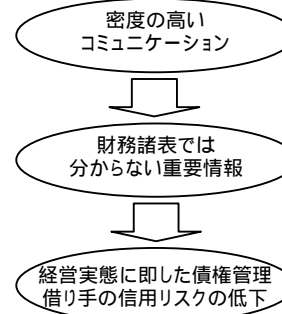 密度の高い
コミュニケーション
財務諸表では
分からない重要情報
経営実態に即した債権管理
借り手の信用リスクの低下